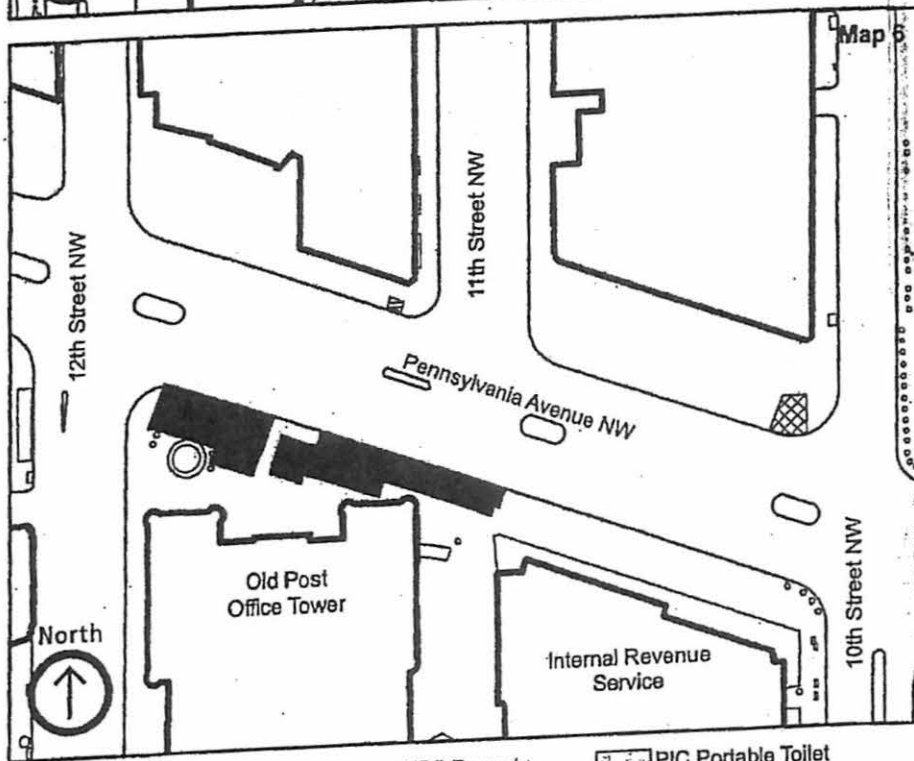 Map 6
12th Street NW
11th Street NW
Pennsylvania Avenue NW
10th Street NW
Old Post
Office Tower
Internal Revenue
Service
North
PIC Portable Toilet